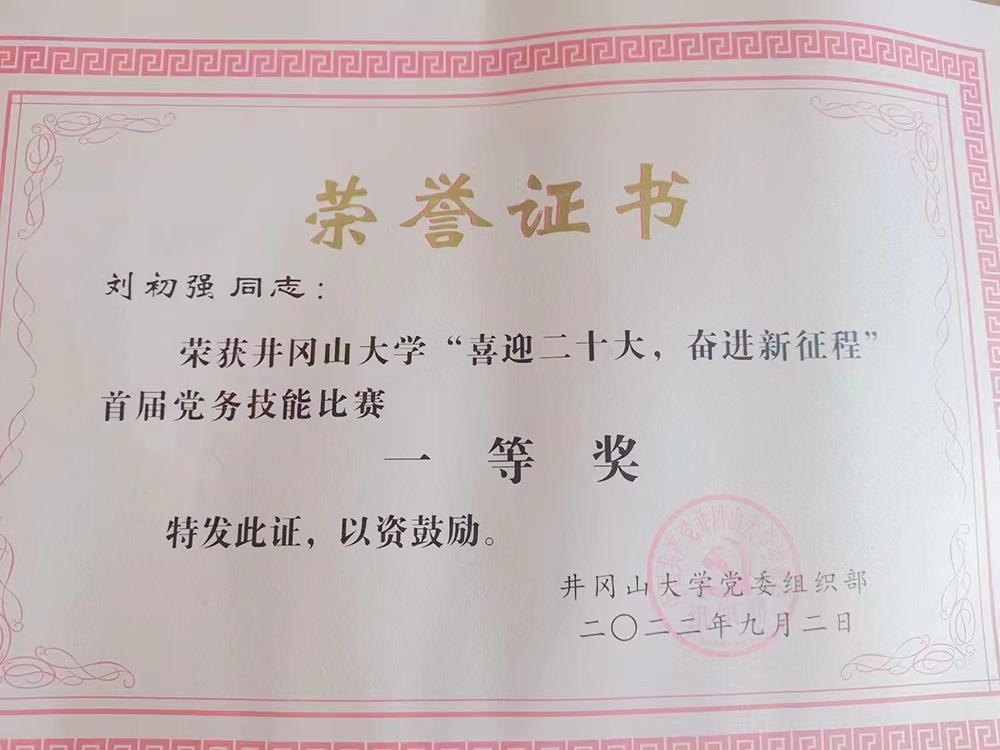 荣誉证书
刘初强 同志：
荣获井冈山大学“喜迎二十大，奋进新征程”
首届党务技能比赛
一等奖
特发此证，以资鼓励。
井冈山大学党委组织部
二〇二二年九月二日